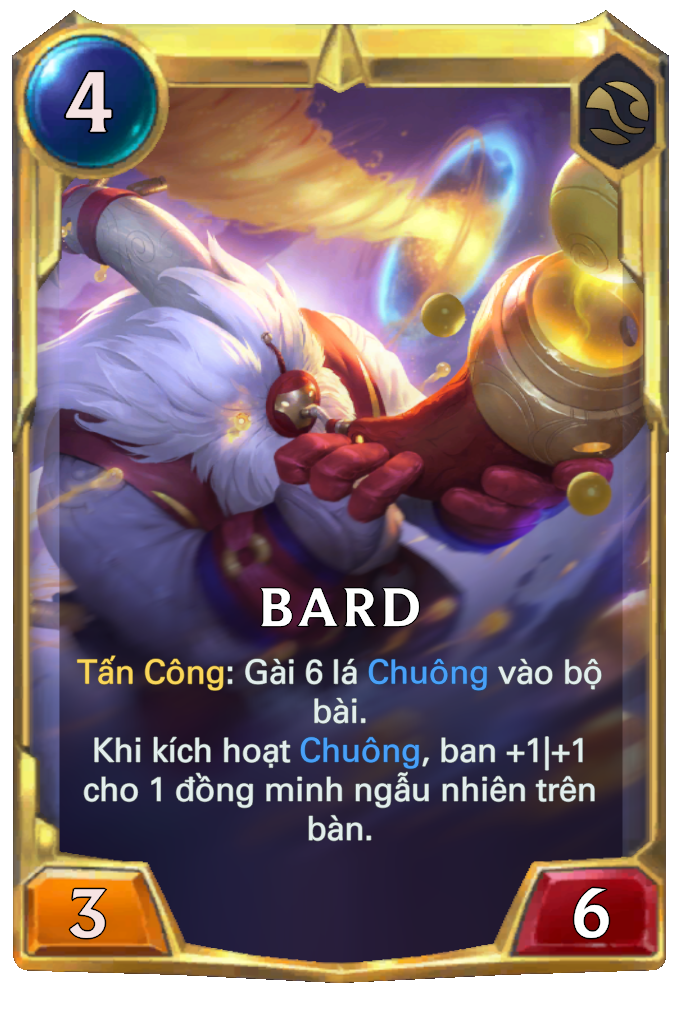 4
BARD
Tấn Công: Gài 6 lá Chuông vào bộ
bài.
Khi kích hoạt Chuông, ban +1|+1
cho 1 đồng minh ngẫu nhiên trên
bàn.
3
6